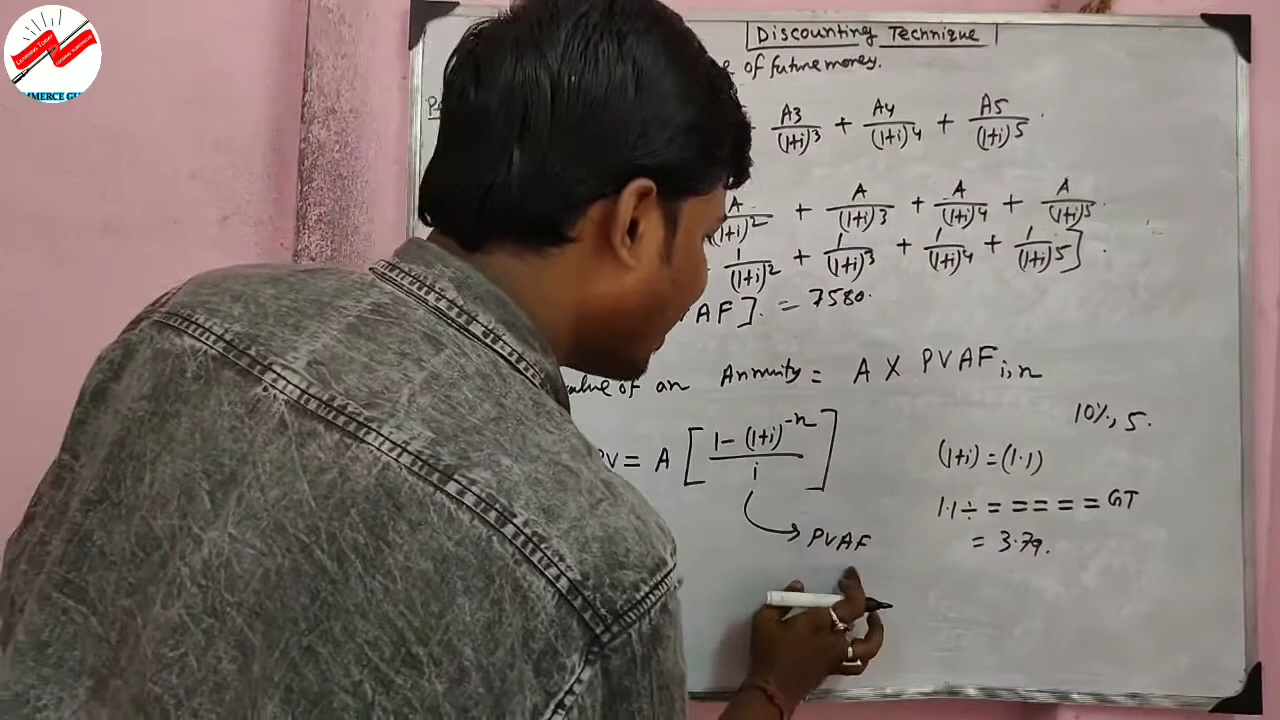 Discounting Technique
of future money.
A3/(1+i)3 + A4/(1+i)4 + A5/(1+i)5
A/(1+i)2 + A/(1+i)3 + A/(1+i)4 + A/(1+i)5
1/(1+i)2 + 1/(1+i)3 + 1/(1+i)4 + 1/(1+i)5]
AF]. = 7580.
of an Annuity = A X PVAF i,n
10%, 5.
PV = A [1-(1+i)-n / i]
(1+i) = (1.1)
1.1 ÷ = = = = = GT
= 3.79.
PVAF